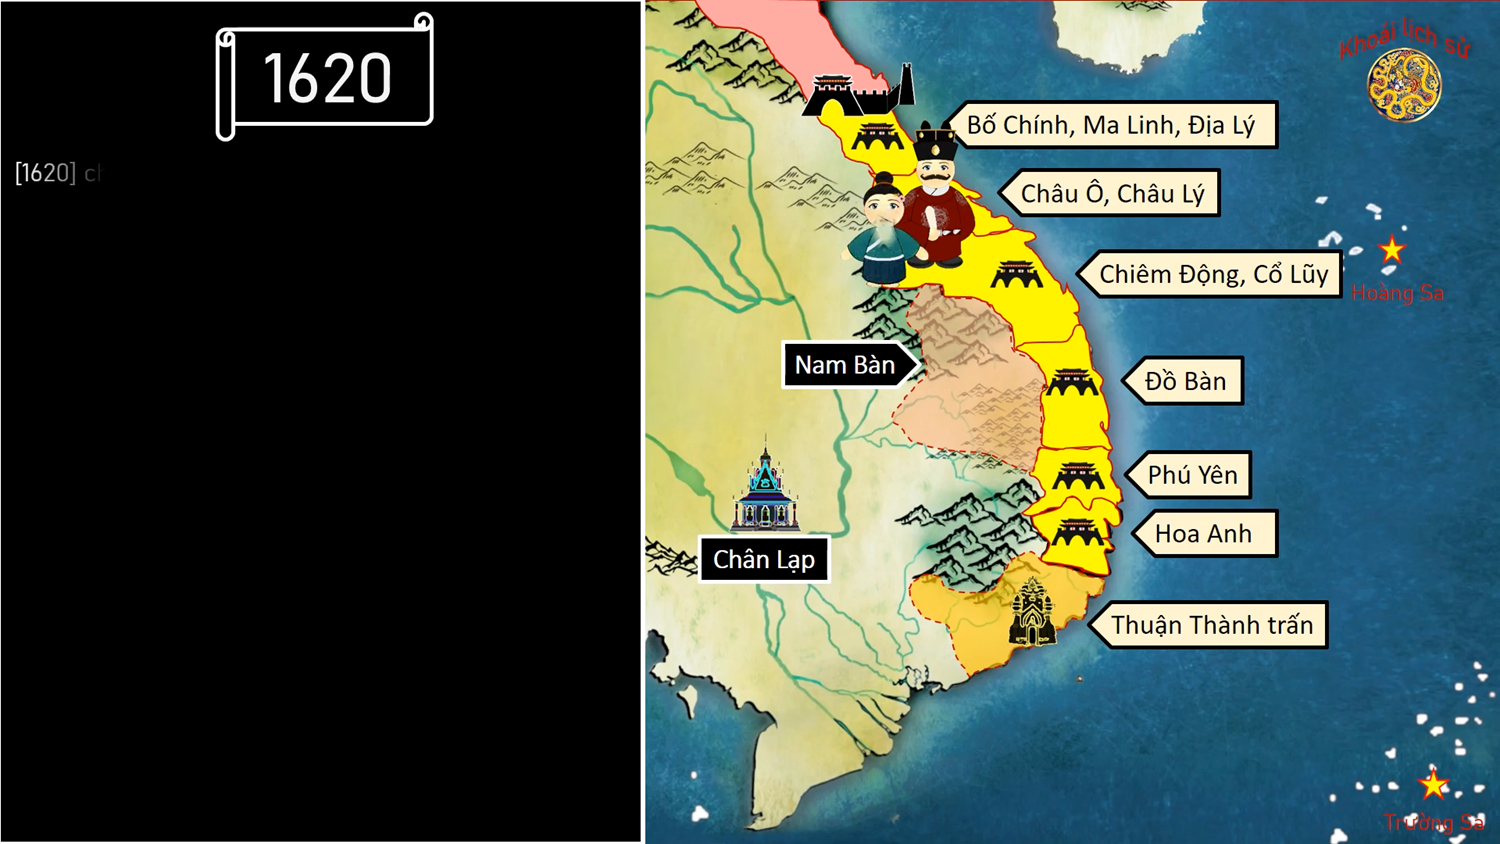 1620
[1620]
Khoái lịch sử
Bố Chính, Ma Linh, Địa Lý
Châu Ô, Châu Lý
Chiêm Động, Cổ Lũy
Hoàng Sa
Nam Bàn
Đồ Bàn
Phú Yên
Hoa Anh
Chân Lạp
Thuận Thành trấn
Trường Sa